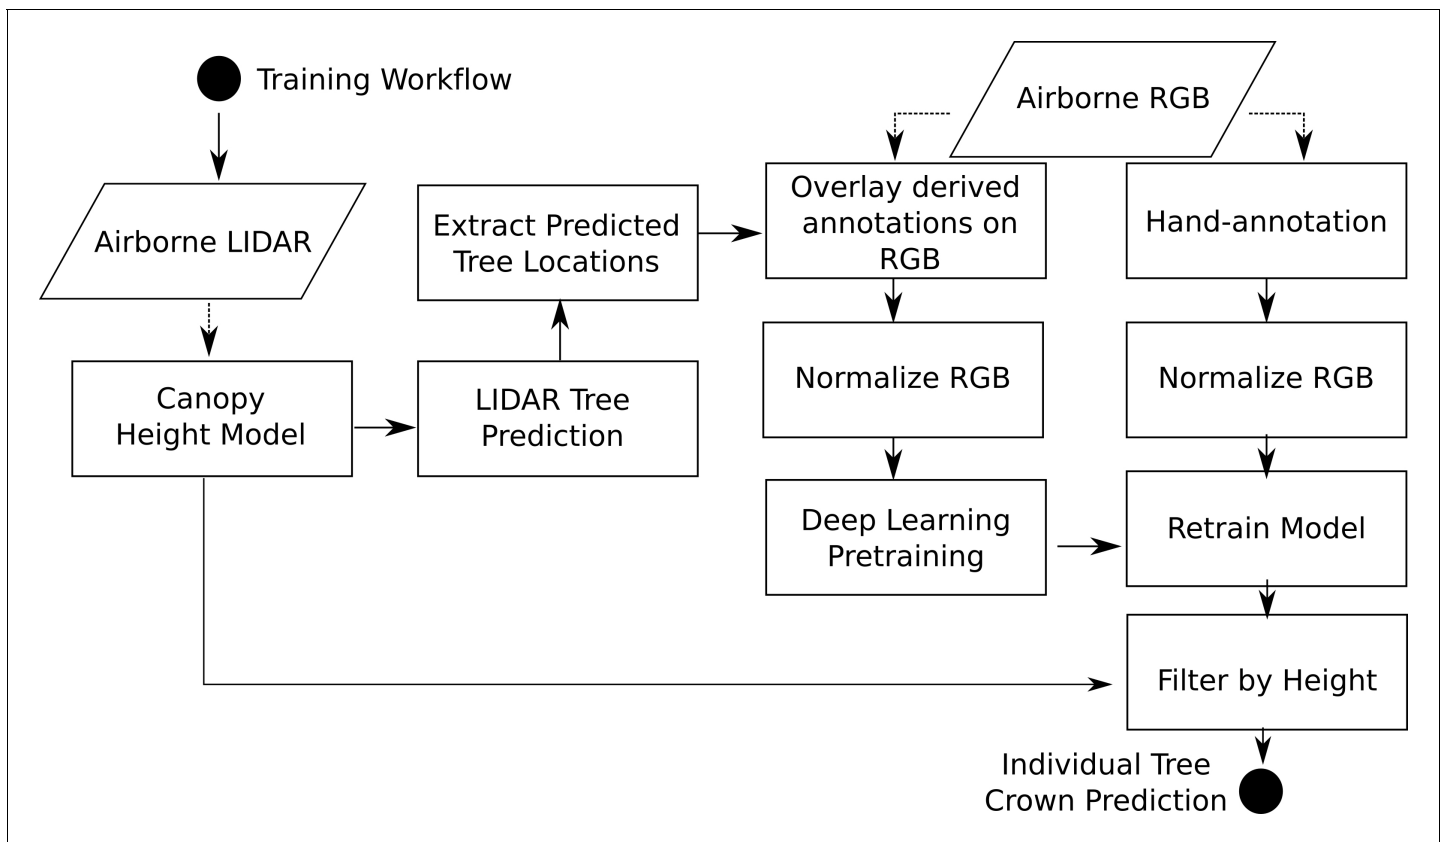 Training Workflow
Airborne LIDAR
Canopy
Height Model
LIDAR Tree
Prediction
Extract Predicted
Tree Locations
Airborne RGB
Overlay derived
annotations on
RGB
Normalize RGB
Deep Learning
Pretraining
Hand-annotation
Normalize RGB
Retrain Model
Filter by Height
Individual Tree
Crown Prediction